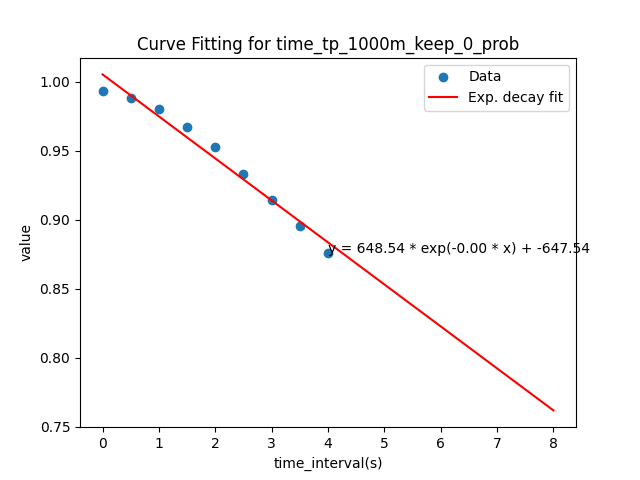 Curve Fitting for time_tp_1000m_keep_0_prob
Data
Exp. decay fit
1.00
0.95
0.90
0.85
0.80
0.75
value
y = 648.54 * exp(-0.00 * x) + -647.54
0 1 2 3 4 5 6 7 8
time_interval(s)